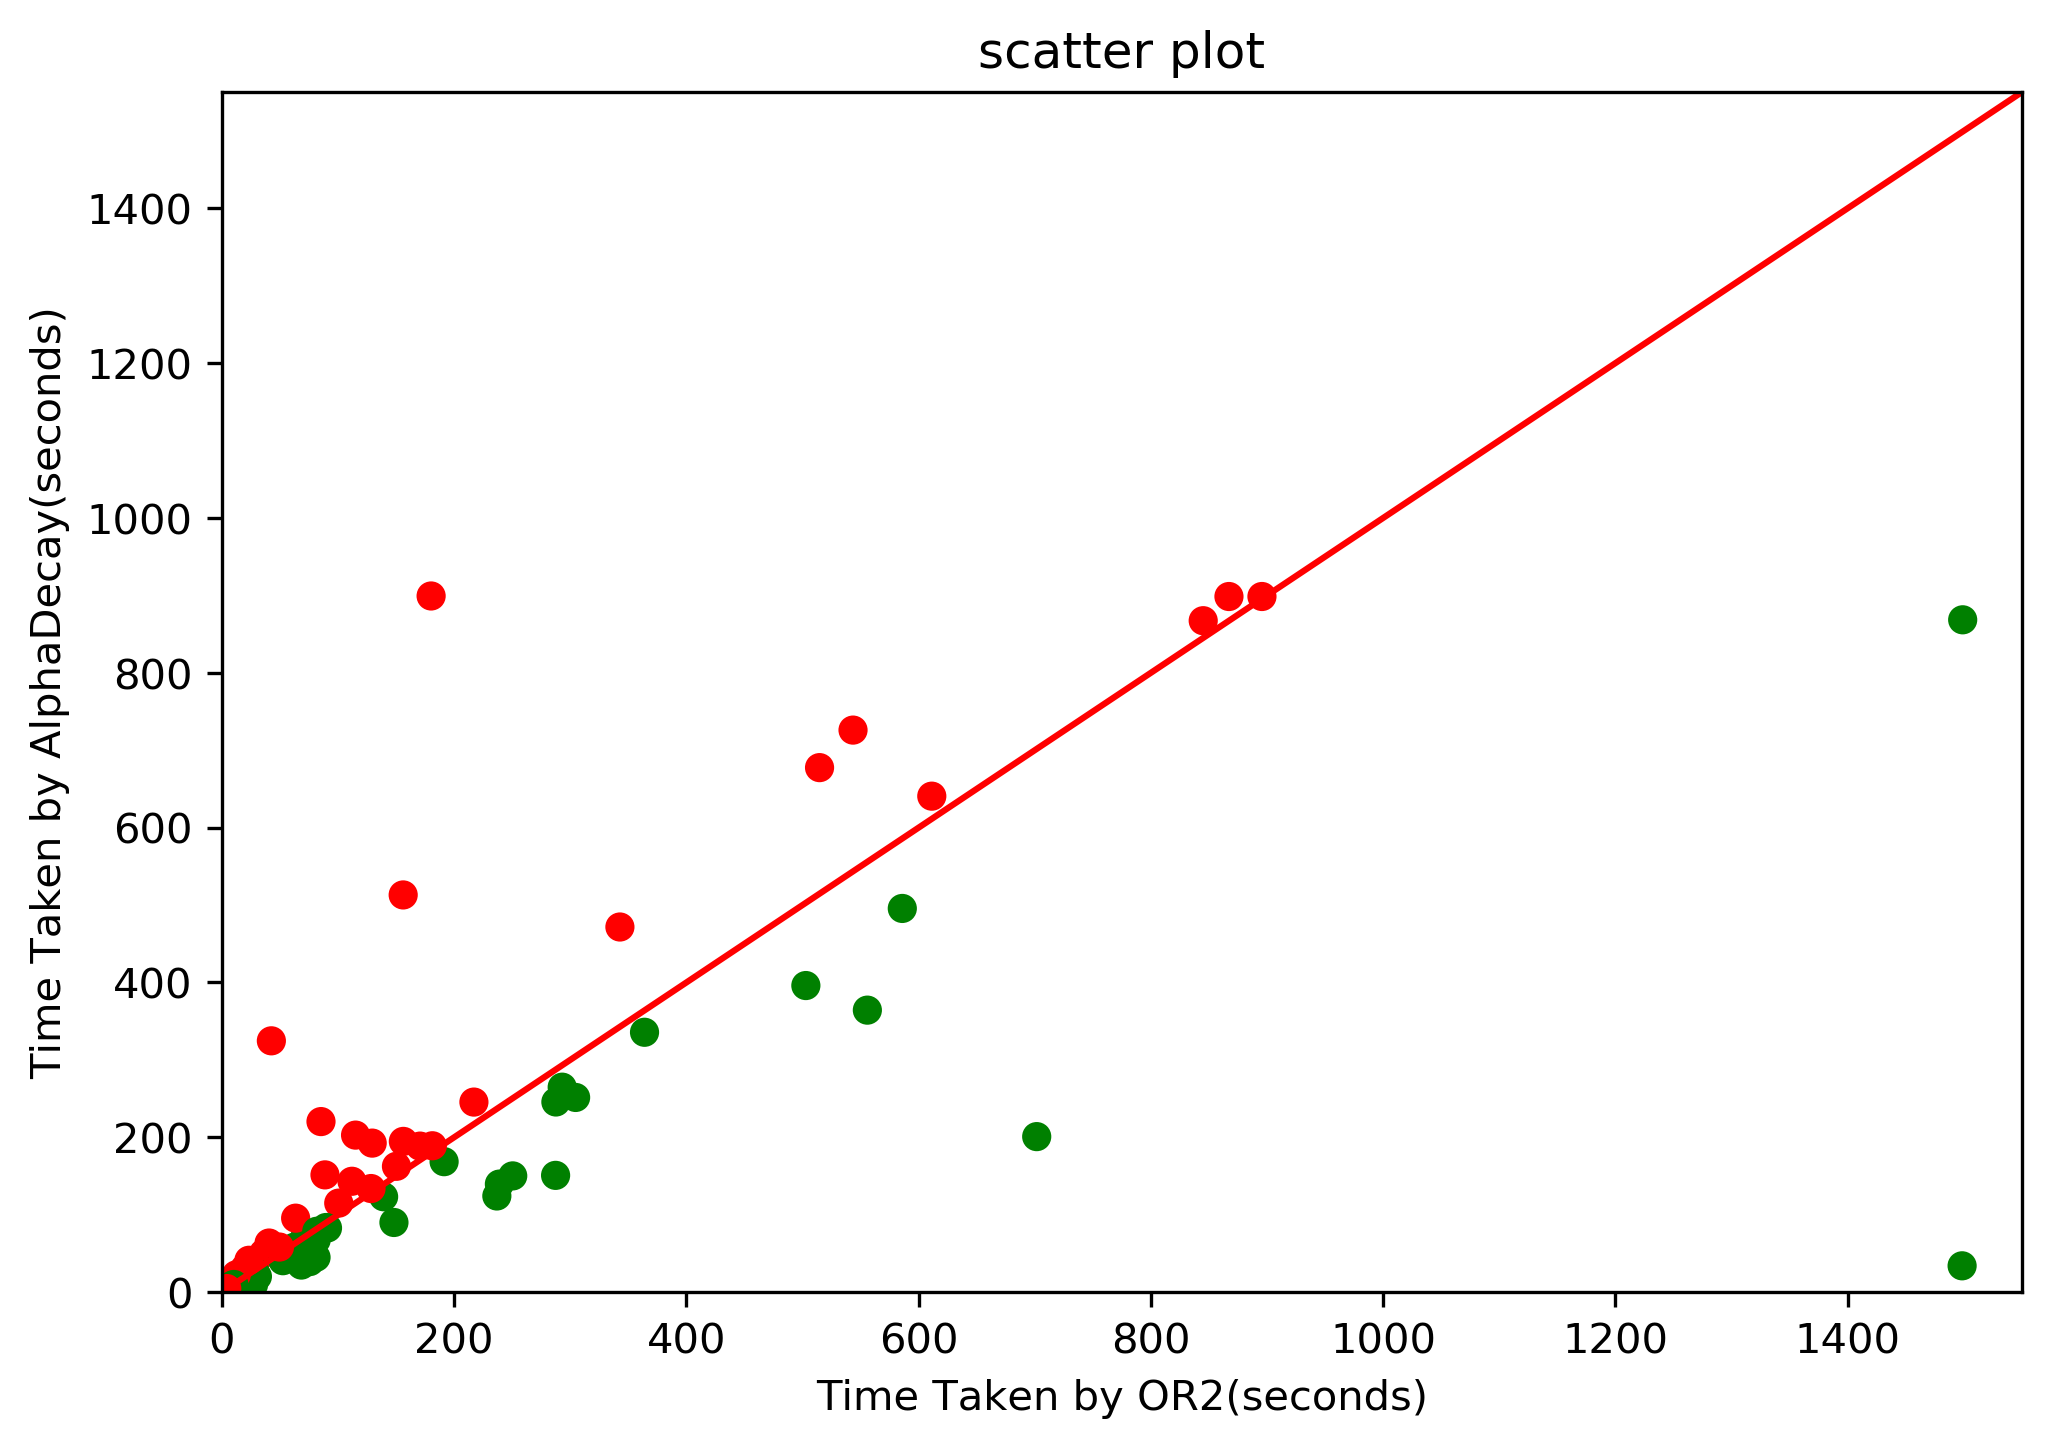 scatter plot
1400
1200
1000
800
600
400
200
0
Time Taken by AlphaDecay(seconds)
0 200 400 600 800 1000 1200 1400
Time Taken by OR2(seconds)